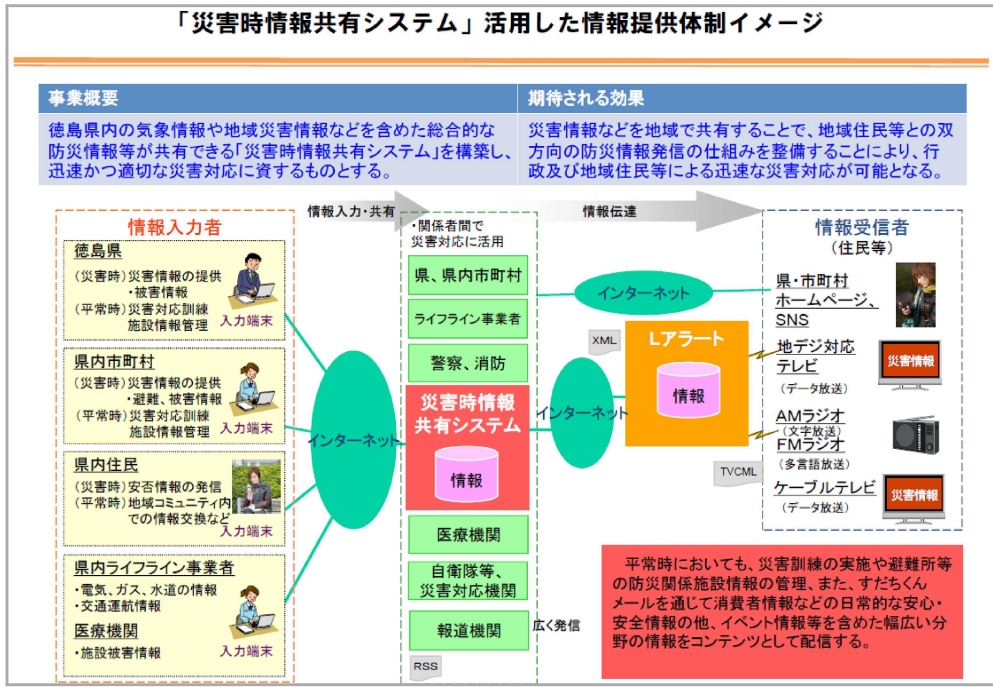 「災害時情報共有システム」活用した情報提供体制イメージ
事業概要
徳島県内の気象情報や地域災害情報などを含めた総合的な
防災情報等が共有できる「災害時情報共有システム」を構築し、
迅速かつ適切な災害対応に資するものとする。
期待される効果
災害情報などを地域で共有することで、地域住民等との双
方向の防災情報発信の仕組みを整備することにより、行
政及び地域住民等による迅速な災害対応が可能となる。
情報入力・共有
情報伝達
情報入力者
徳島県
(災害時)災害情報の提供
・被害情報
(平常時)災害対応訓練
施設情報管理
入力端末
県内市町村
(災害時)災害情報の提供
・避難、被害情報
(平常時)災害対応訓練
施設情報管理
入力端末
県内住民
(災害時)安否情報の発信
(平常時)地域コミュニティ内
での情報交換など
入力端末
県内ライフライン事業者
・電気、ガス、水道の情報
・交通運航情報
医療機関
・施設被害情報
入力端末
インターネット
・関係者間で
災害対応に活用
県、県内市町村
ライフライン事業者
警察、消防
災害時情報
共有システム
情報
医療機関
自衛隊等、
災害対応機関
報道機関
広く発信
RSS
インターネット
インターネット
XML
Lアラート
情報
TVCML
情報受信者
(住民等)
県・市町村
ホームページ、
SNS
地デジ対応
テレビ
(データ放送)
災害情報
AMラジオ
(文字放送)
FMラジオ
(多言語放送)
ケーブルテレビ
(データ放送)
災害情報
平常時においても、災害訓練の実施や避難所等
の防災関係施設情報の管理、また、すだちくん
メールを通じて消費者情報などの日常的な安心・
安全情報の他、イベント情報等を含めた幅広い分
野の情報をコンテンツとして配信する。